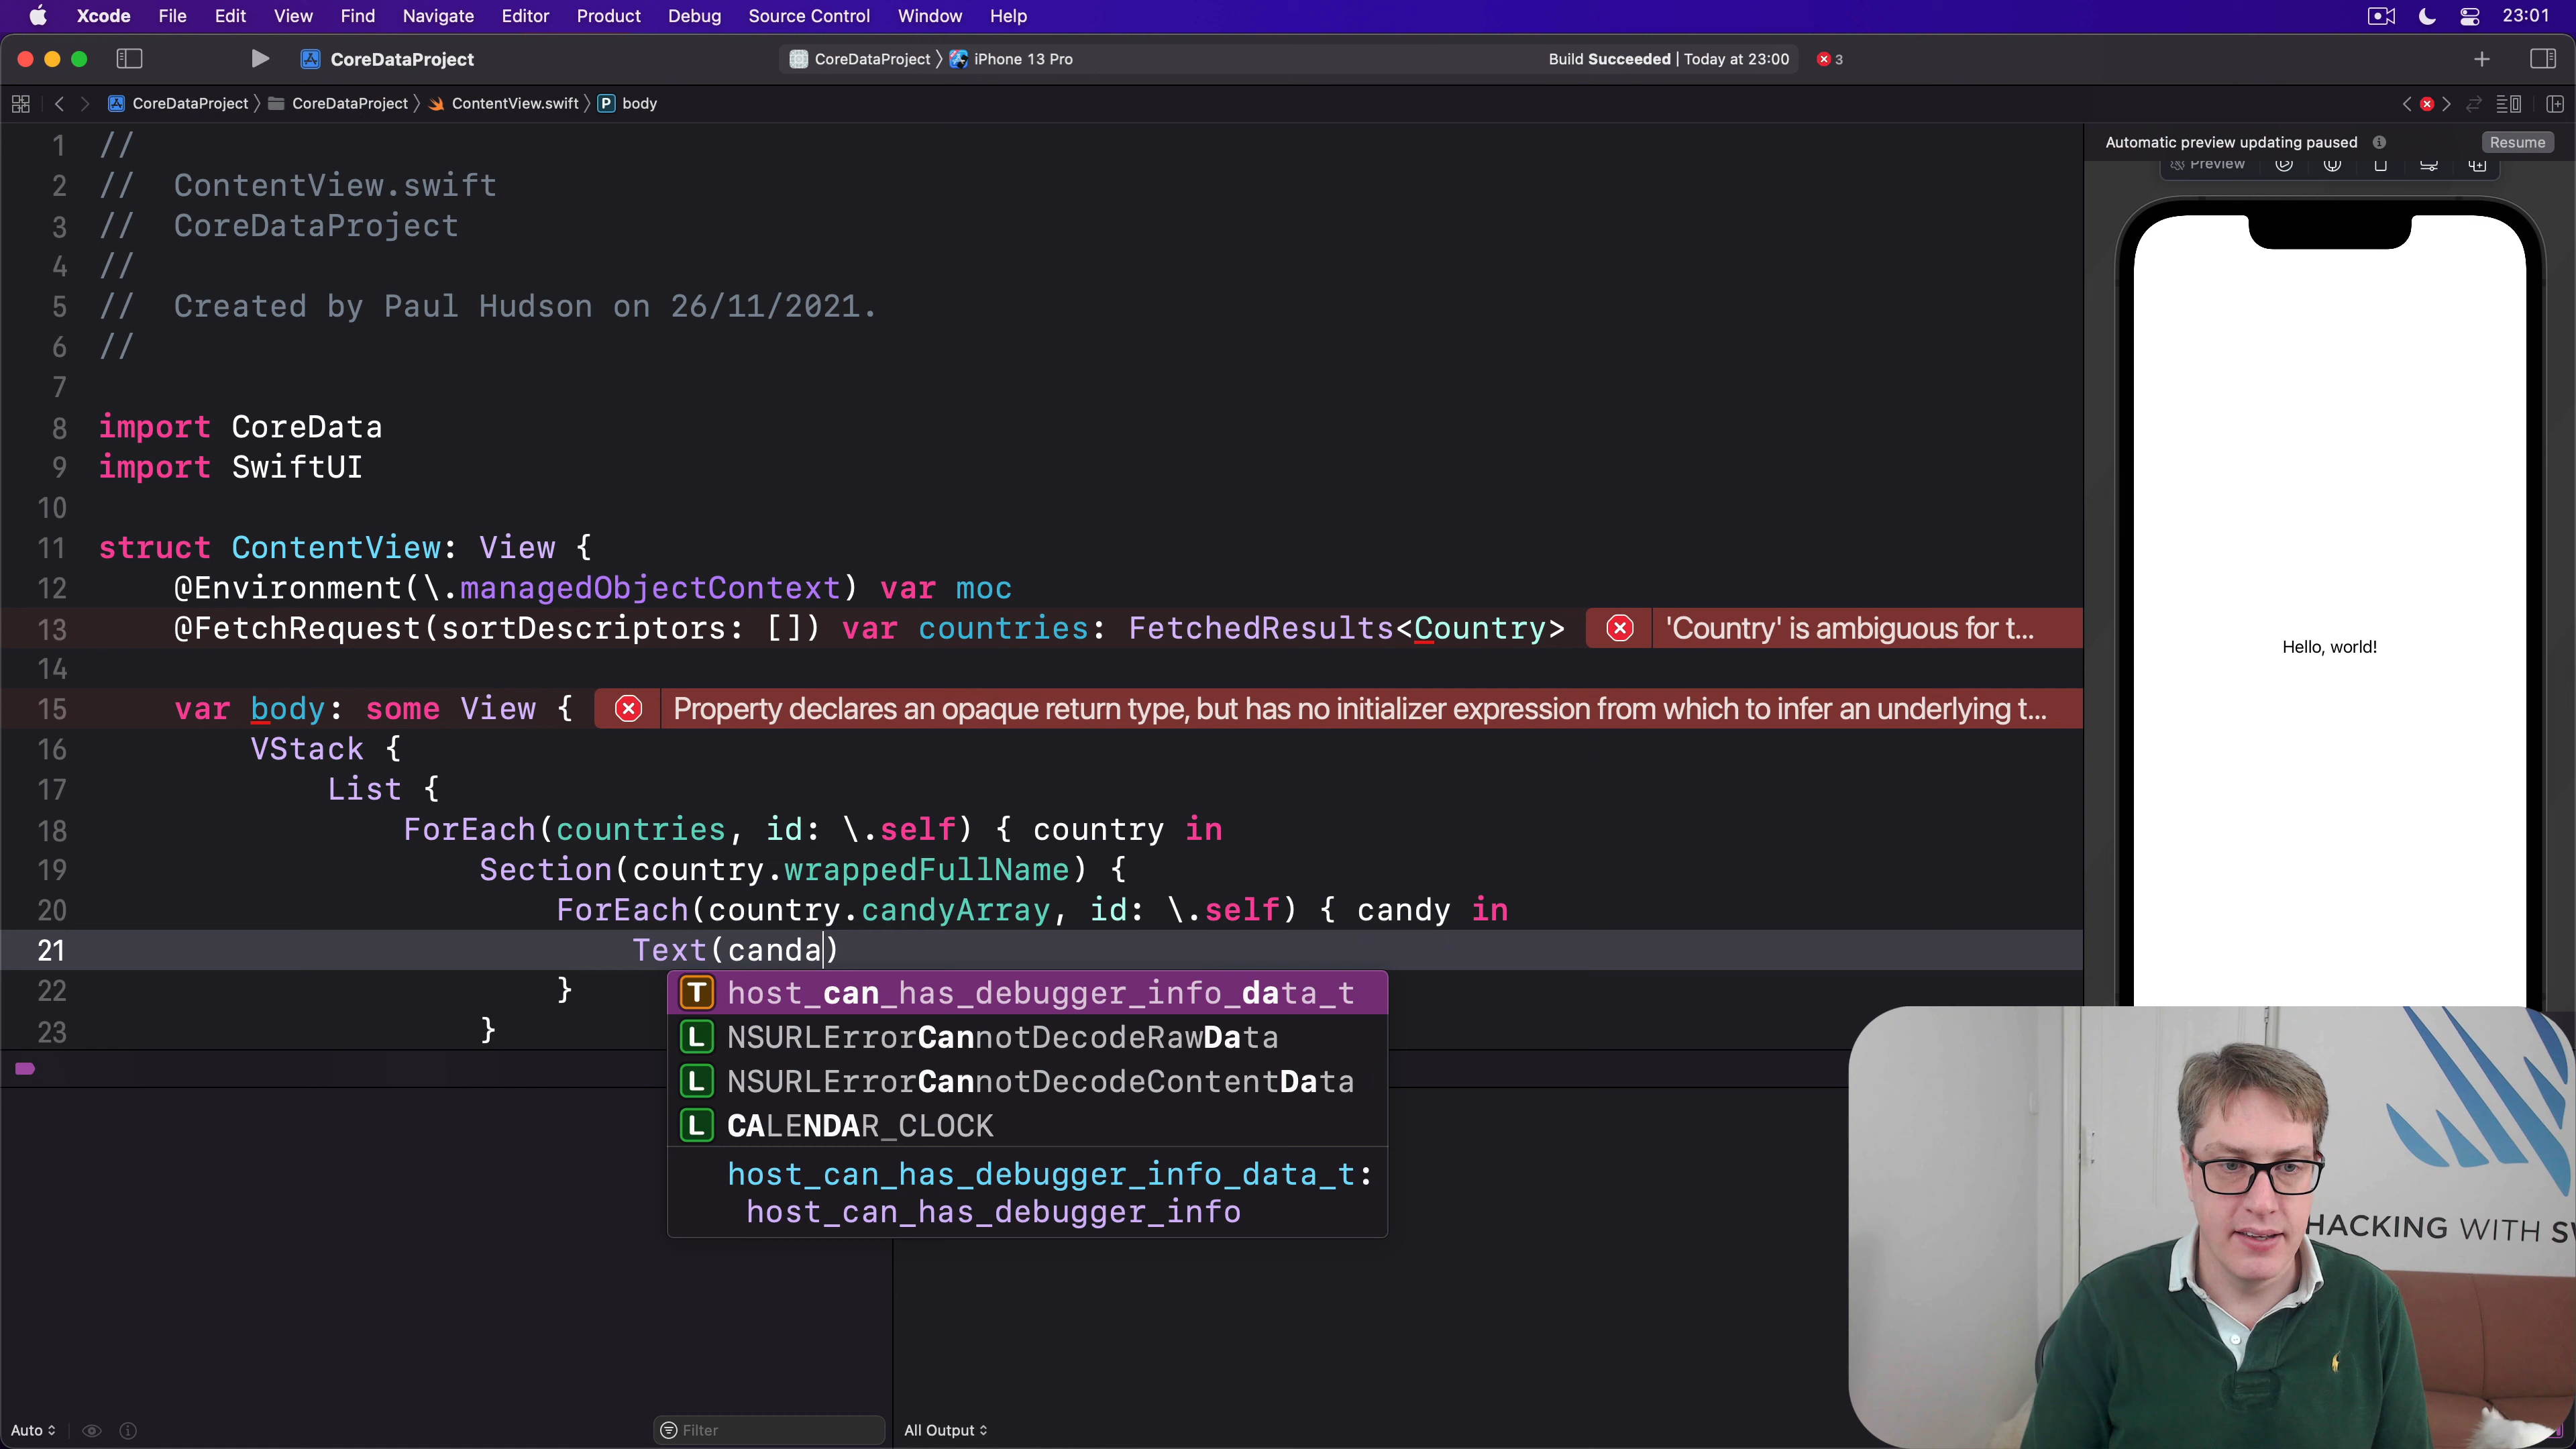 Xcode File Edit View Find Navigate Editor Product Debug Source Control Window Help 23:01
CoreDataProject CoreDataProject 〉 iPhone 13 Pro Build Succeeded | Today at 23:00 3
CoreDataProject 〉 CoreDataProject 〉 ContentView.swift 〉 P body
Automatic preview updating paused Resume
Preview
1 //
2 //  ContentView.swift
3 //  CoreDataProject
4 //
5 //  Created by Paul Hudson on 26/11/2021.
6 //
7
8 import CoreData
9 import SwiftUI
10
11 struct ContentView: View {
12 @Environment(\.managedObjectContext) var moc
13 @FetchRequest(sortDescriptors: []) var countries: FetchedResults<Country> 'Country' is ambiguous for t...
14
15 var body: some View { Property declares an opaque return type, but has no initializer expression from which to infer an underlying t...
16 VStack {
17 List {
18 ForEach(countries, id: \.self) { country in
19 Section(country.wrappedFullName) {
20 ForEach(country.candyArray, id: \.self) { candy in
21 Text(canda)
22 }
23 }
T host_can_has_debugger_info_data_t
L NSURLErrorCannotDecodeRawData
L NSURLErrorCannotDecodeContentData
L CALENDAR_CLOCK
host_can_has_debugger_info_data_t:
host_can_has_debugger_info
Hello, world!
HACKING WITH SW
Auto Filter All Output